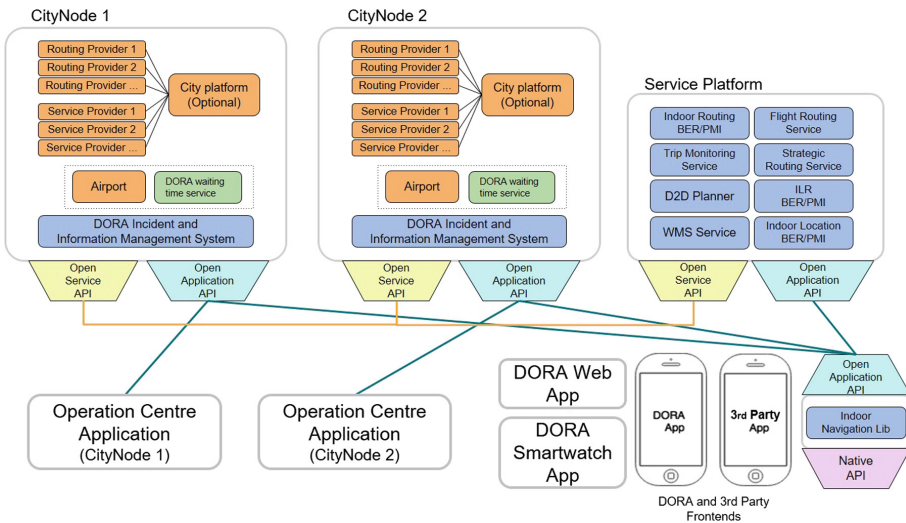 CityNode 1
Routing Provider 1
Routing Provider 2
Routing Provider ...
Service Provider 1
Service Provider 2
Service Provider ...
City platform
(Optional)
Airport
DORA waiting
time service
DORA Incident and
Information Management System
Open
Service
API
Open
Application
API
CityNode 2
Routing Provider 1
Routing Provider 2
Routing Provider ...
Service Provider 1
Service Provider 2
Service Provider ...
City platform
(Optional)
Airport
DORA waiting
time service
DORA Incident and
Information Management System
Open
Service
API
Open
Application
API
Service Platform
Indoor Routing
BER/PMI
Flight Routing
Service
Trip Monitoring
Service
Strategic
Routing Service
D2D Planner
ILR
BER/PMI
WMS Service
Indoor Location
BER/PMI
Open
Service
API
Open
Application
API
Operation Centre
Application
(CityNode 1)
Operation Centre
Application
(CityNode 2)
DORA Web
App
DORA
Smartwatch
App
DORA
App
3rd Party
App
DORA and 3rd Party
Frontends
Open
Application
API
Indoor
Navigation Lib
Native
API